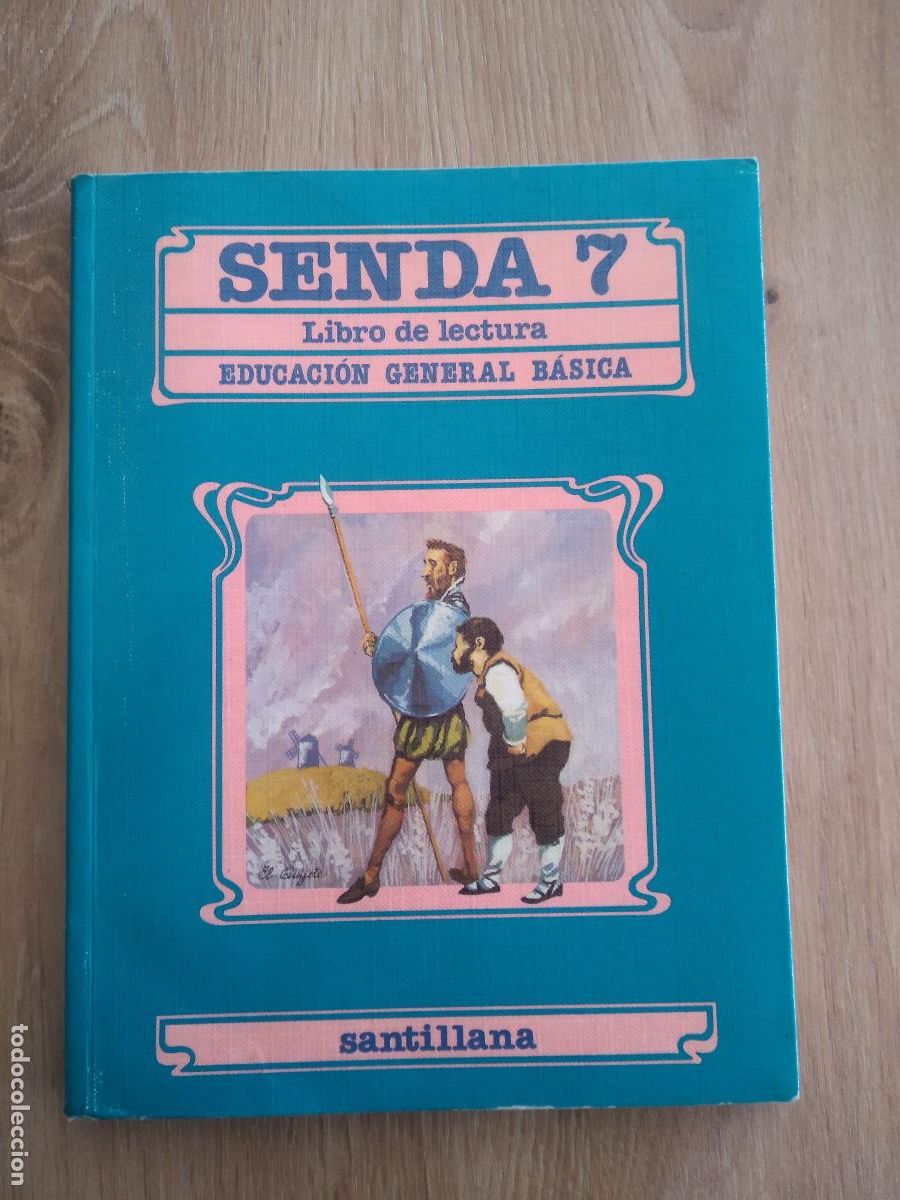 SENDA 7
Libro de lectura
EDUCACIÓN GENERAL BÁSICA
El Quijote
santillana
todocoleccion